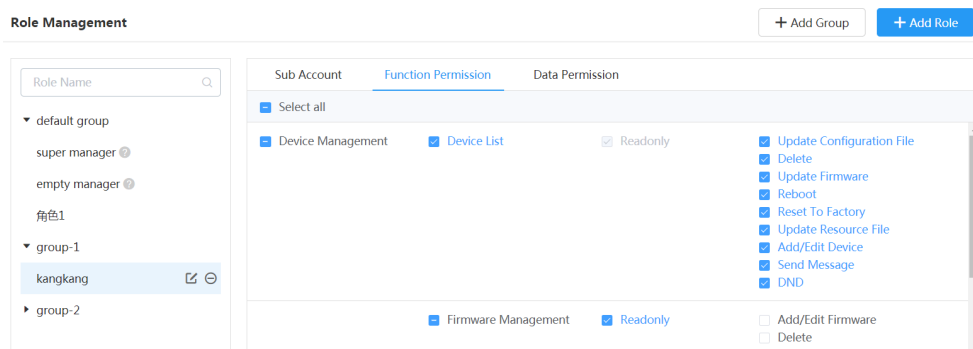 Role Management
+ Add Group
+ Add Role
Role Name
default group
super manager ?
empty manager ?
角色1
group-1
kangkang
group-2
Sub Account Function Permission Data Permission
Select all
Device Management Device List Readonly Update Configuration File
Delete
Update Firmware
Reboot
Reset To Factory
Update Resource File
Add/Edit Device
Send Message
DND
Firmware Management Readonly Add/Edit Firmware
Delete